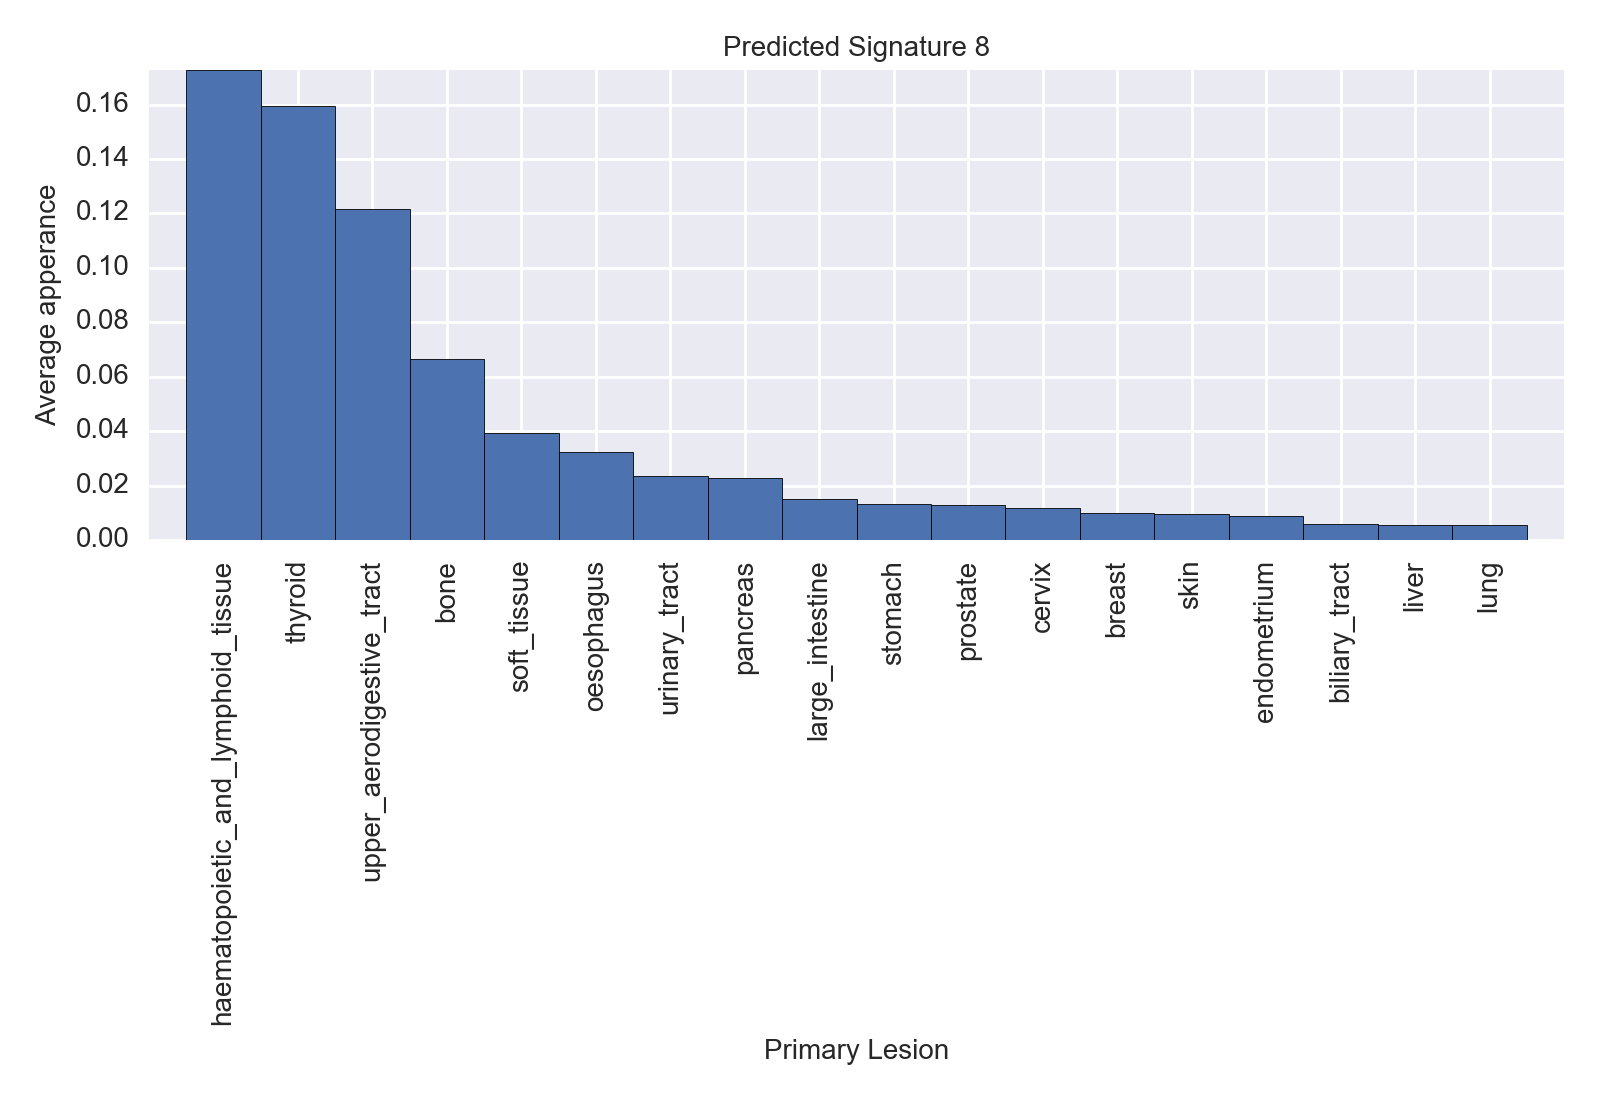 Predicted Signature 8
Average apperance
0.16
0.14
0.12
0.10
0.08
0.06
0.04
0.02
0.00
haematopoietic_and_lymphoid_tissue
thyroid
upper_aerodigestive_tract
bone
soft_tissue
oesophagus
urinary_tract
pancreas
large_intestine
stomach
prostate
cervix
breast
skin
endometrium
biliary_tract
liver
lung
Primary Lesion